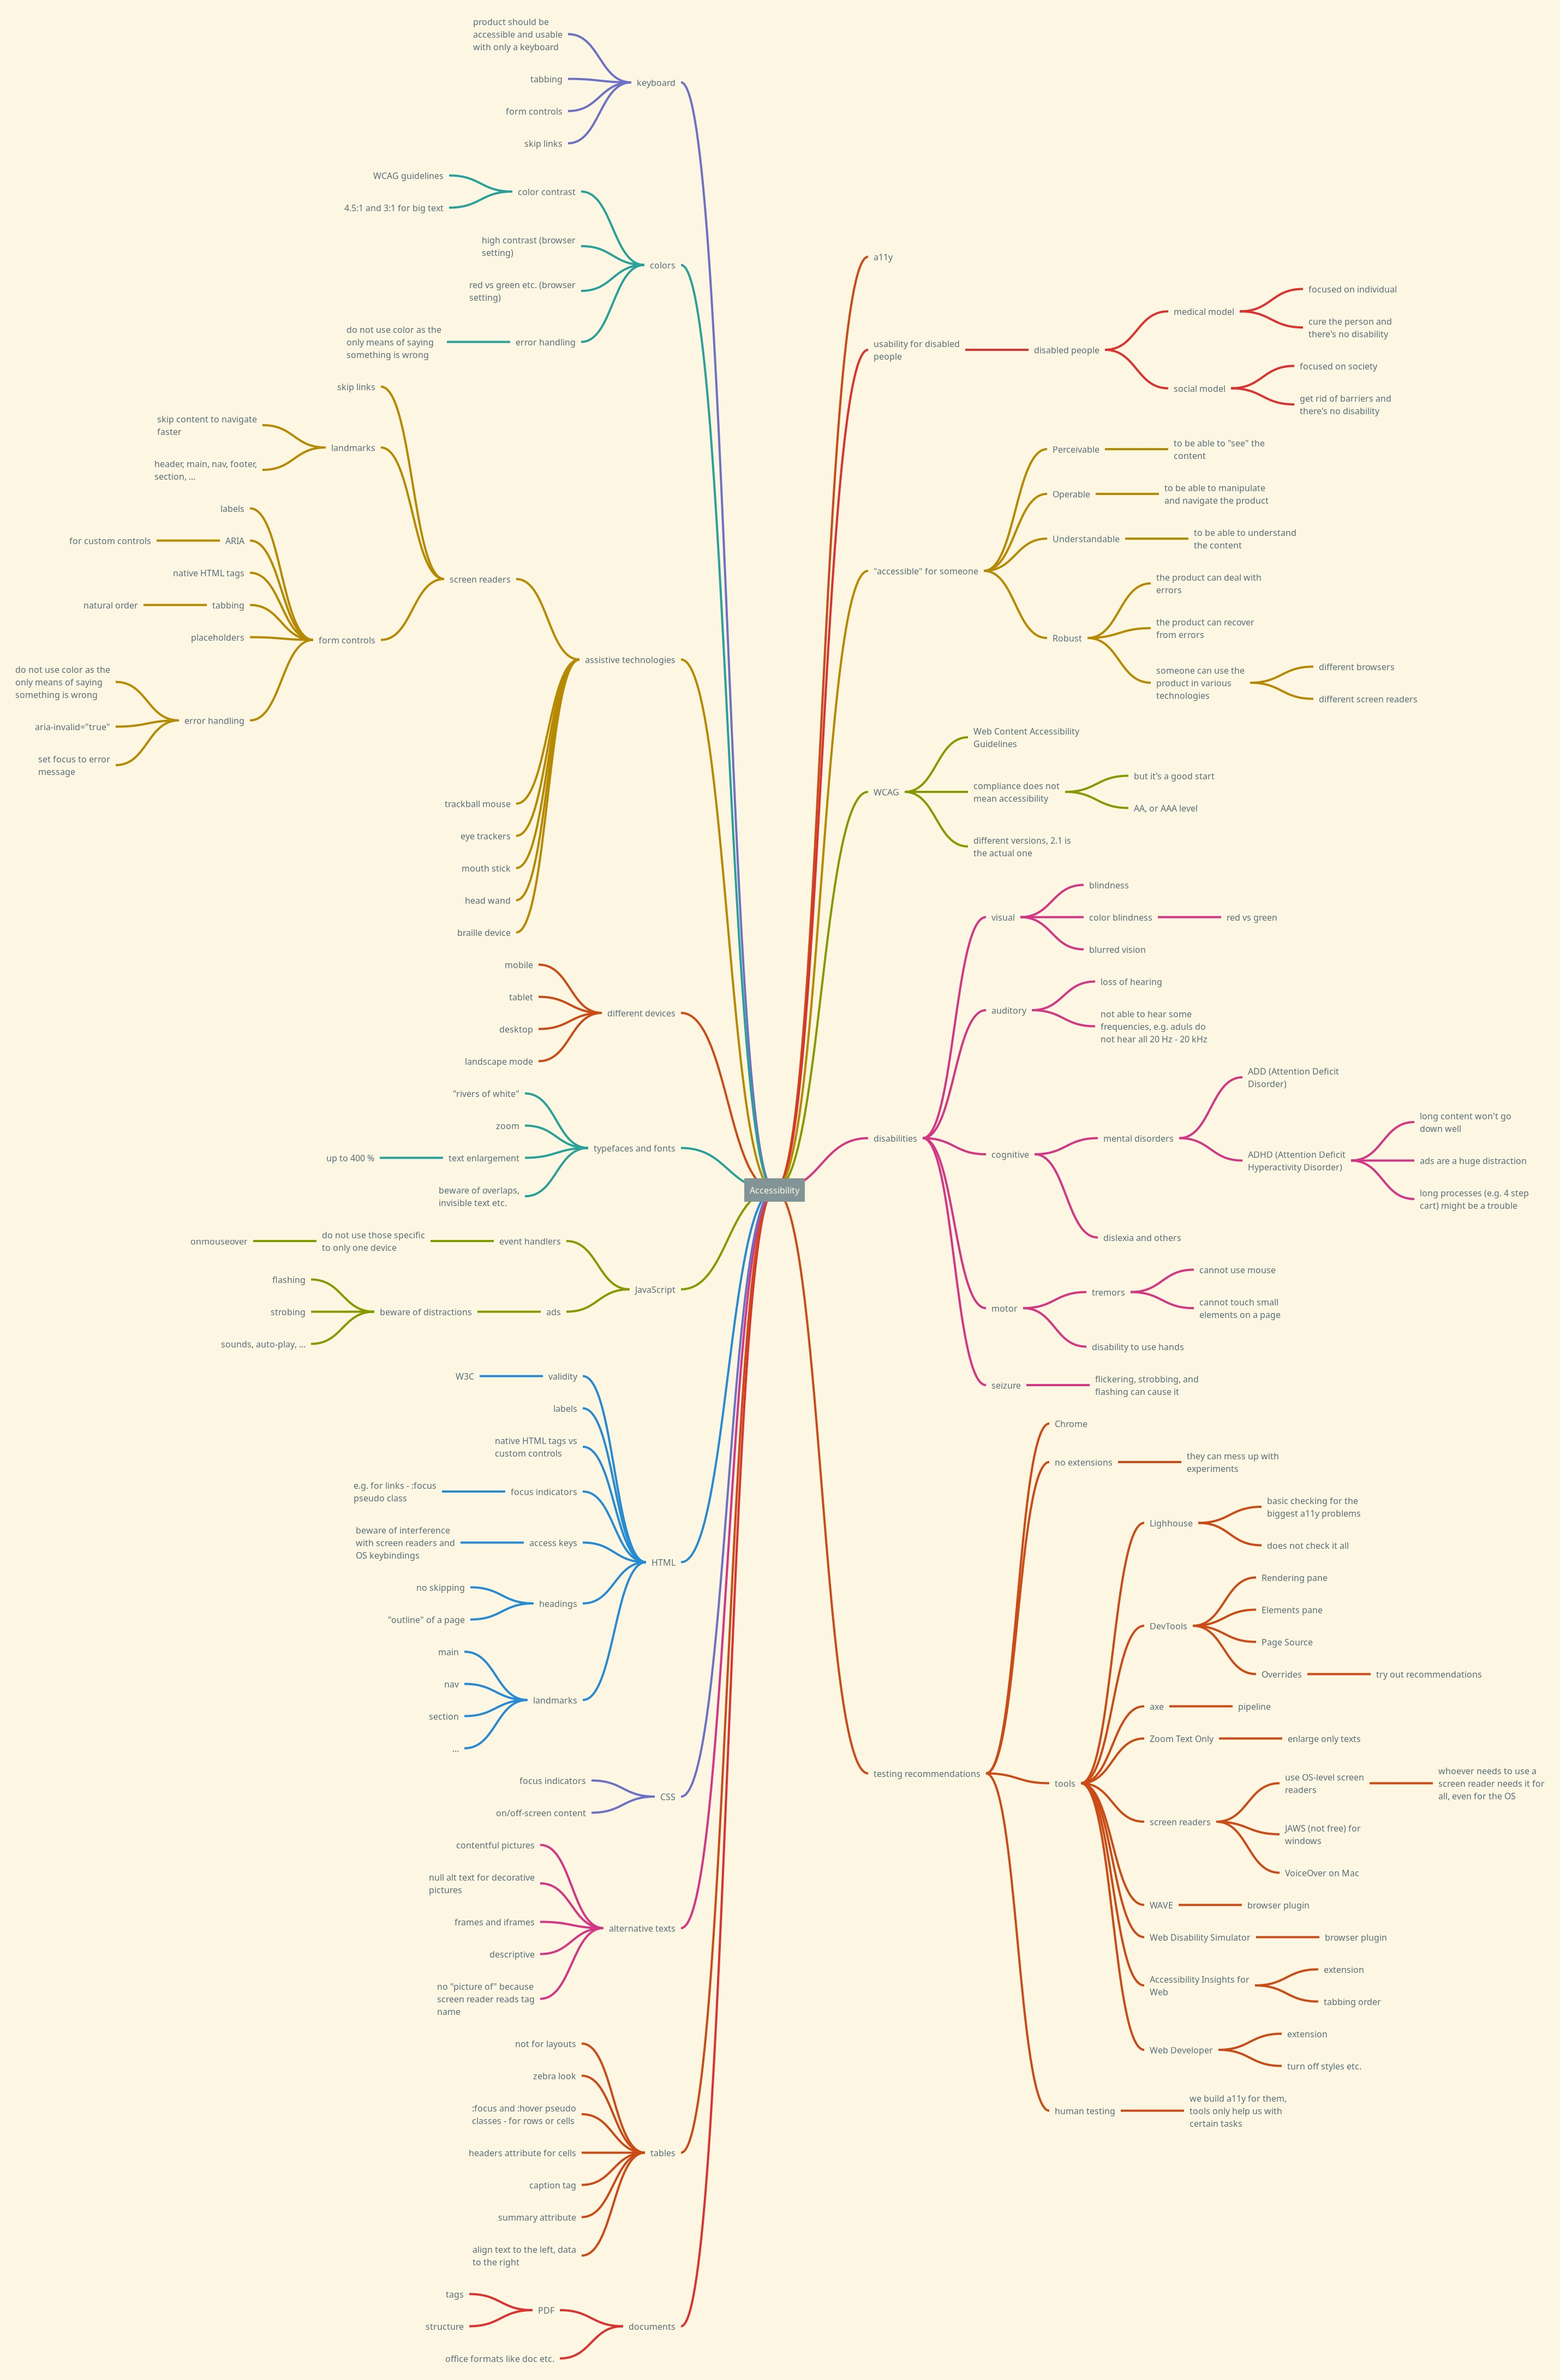 Accessibility
keyboard
product should be
accessible and usable
with only a keyboard
tabbing
form controls
skip links
colors
color contrast
WCAG guidelines
4.5:1 and 3:1 for big text
high contrast (browser
setting)
red vs green etc. (browser
setting)
error handling
do not use color as the
only means of saying
something is wrong
assistive technologies
screen readers
skip links
landmarks
skip content to navigate
faster
header, main, nav, footer,
section, ...
form controls
labels
ARIA
for custom controls
native HTML tags
tabbing
natural order
placeholders
error handling
do not use color as the
only means of saying
something is wrong
aria-invalid="true"
set focus to error
message
trackball mouse
eye trackers
mouth stick
head wand
braille device
different devices
mobile
tablet
desktop
landscape mode
typefaces and fonts
"rivers of white"
zoom
text enlargement
up to 400 %
beware of overlaps,
invisible text etc.
JavaScript
event handlers
do not use those specific
to only one device
onmouseover
ads
beware of distractions
flashing
strobing
sounds, auto-play, ...
HTML
validity
W3C
labels
native HTML tags vs
custom controls
focus indicators
e.g. for links - :focus
pseudo class
access keys
beware of interference
with screen readers and
OS keybindings
headings
no skipping
"outline" of a page
landmarks
main
nav
section
...
CSS
focus indicators
on/off-screen content
alternative texts
contentful pictures
null alt text for decorative
pictures
frames and iframes
descriptive
no "picture of" because
screen reader reads tag
name
tables
not for layouts
zebra look
:focus and :hover pseudo
classes - for rows or cells
headers attribute for cells
caption tag
summary attribute
align text to the left, data
to the right
documents
PDF
tags
structure
office formats like doc etc.
a11y
usability for disabled
people
disabled people
medical model
focused on individual
cure the person and
there's no disability
social model
focused on society
get rid of barriers and
there's no disability
"accessible" for someone
Perceivable
to be able to "see" the
content
Operable
to be able to manipulate
and navigate the product
Understandable
to be able to understand
the content
Robust
the product can deal with
errors
the product can recover
from errors
someone can use the
product in various
technologies
different browsers
different screen readers
WCAG
Web Content Accessibility
Guidelines
compliance does not
mean accessibility
but it's a good start
AA, or AAA level
different versions, 2.1 is
the actual one
disabilities
visual
blindness
color blindness
red vs green
blurred vision
auditory
loss of hearing
not able to hear some
frequencies, e.g. aduls do
not hear all 20 Hz - 20 kHz
cognitive
mental disorders
ADD (Attention Deficit
Disorder)
ADHD (Attention Deficit
Hyperactivity Disorder)
long content won't go
down well
ads are a huge distraction
long processes (e.g. 4 step
cart) might be a trouble
dislexia and others
motor
tremors
cannot use mouse
cannot touch small
elements on a page
disability to use hands
seizure
flickering, strobbing, and
flashing can cause it
testing recommendations
Chrome
no extensions
they can mess up with
experiments
tools
Lighhouse
basic checking for the
biggest a11y problems
does not check it all
DevTools
Rendering pane
Elements pane
Page Source
Overrides
try out recommendations
axe
pipeline
Zoom Text Only
enlarge only texts
screen readers
use OS-level screen
readers
whoever needs to use a
screen reader needs it for
all, even for the OS
JAWS (not free) for
windows
VoiceOver on Mac
WAVE
browser plugin
Web Disability Simulator
browser plugin
Accessibility Insights for
Web
extension
tabbing order
Web Developer
extension
turn off styles etc.
human testing
we build a11y for them,
tools only help us with
certain tasks